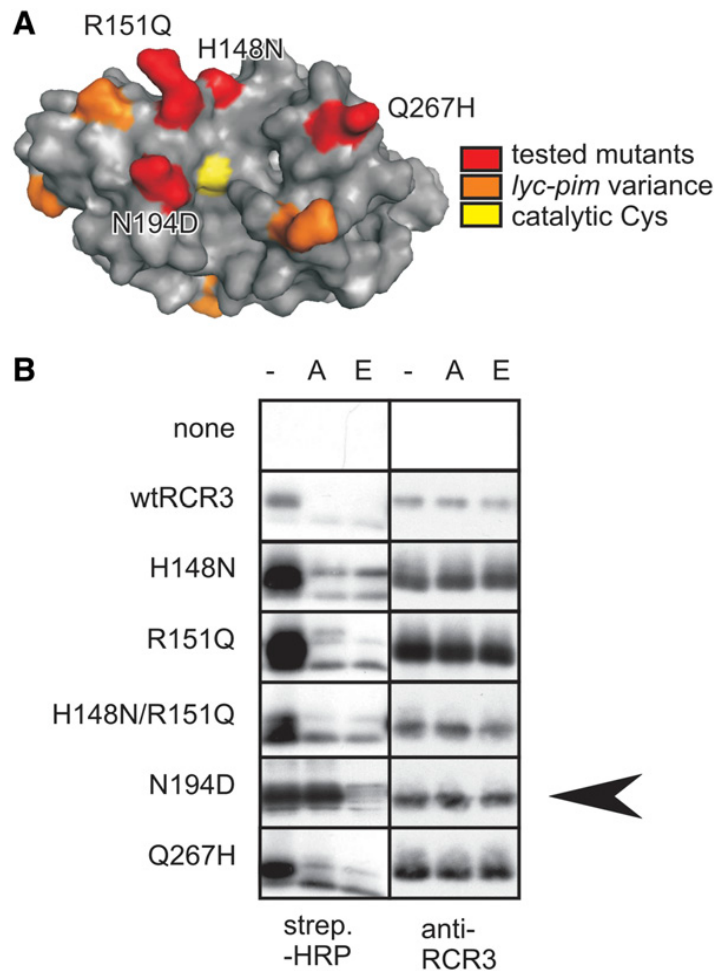 A
R151Q
H148N
Q267H
N194D
tested mutants
lyc-pim variance
catalytic Cys
B
- A E - A E
none
wtRCR3
H148N
R151Q
H148N/R151Q
N194D
Q267H
strep. anti-
-HRP RCR3